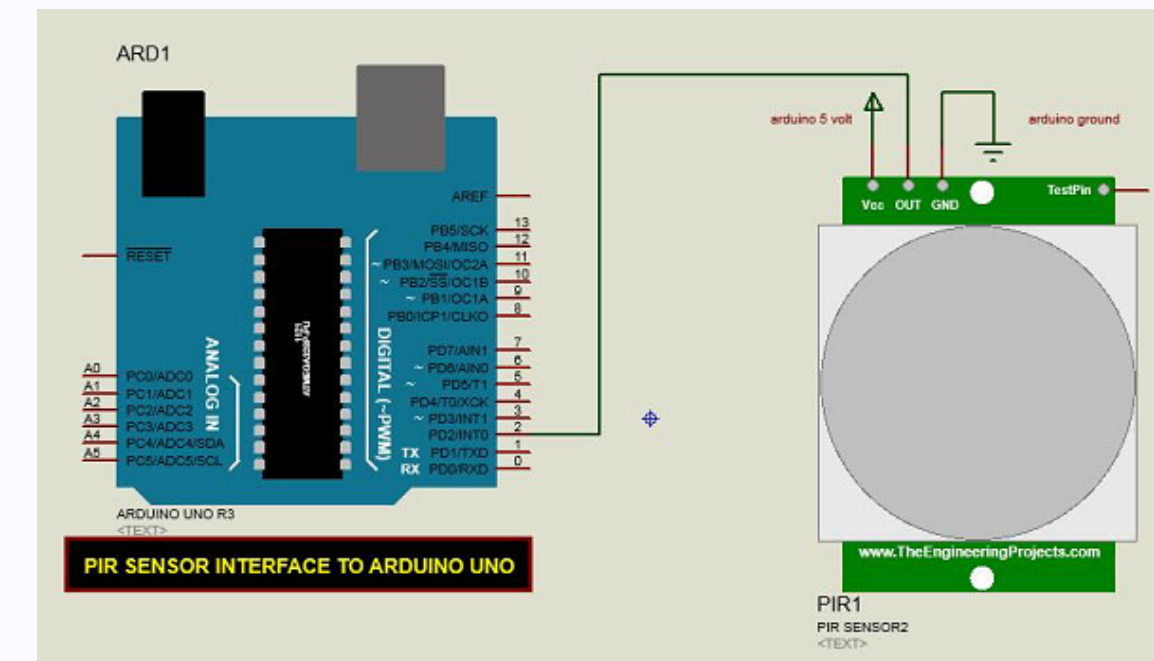 ARD1
arduino 5 volt
arduino ground
Vcc OUT GND
TestPin
RESET
AREF
PB5/SCK 13
PB4/MISO 12
~ PB3/MOSI/OC2A 11
~ PB2/SS/OC1B 10
~ PB1/OC1A 9
PB0/ICP1/CLKO 8
PD7/AIN1 7
~ PD6/AIN0 6
~ PD5/T1 5
PD4/T0/XCK 4
~ PD3/INT1 3
PD2/INT0 2
TX PD1/TXD 1
RX PD0/RXD 0
ANALOG IN
DIGITAL (~PWM)
A0 PC0/ADC0
A1 PC1/ADC1
A2 PC2/ADC2
A3 PC3/ADC3
A4 PC4/ADC4/SDA
A5 PC5/ADC5/SCL
ARDUINO UNO R3
<TEXT>
PIR SENSOR INTERFACE TO ARDUINO UNO
www.TheEngineeringProjects.com
PIR1
PIR SENSOR2
<TEXT>